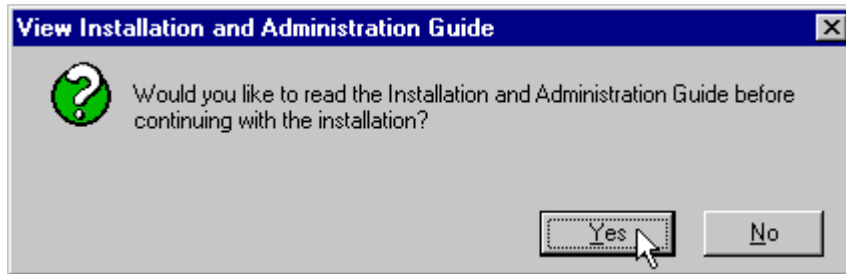 View Installation and Administration Guide
Would you like to read the Installation and Administration Guide before
continuing with the installation?
Yes No